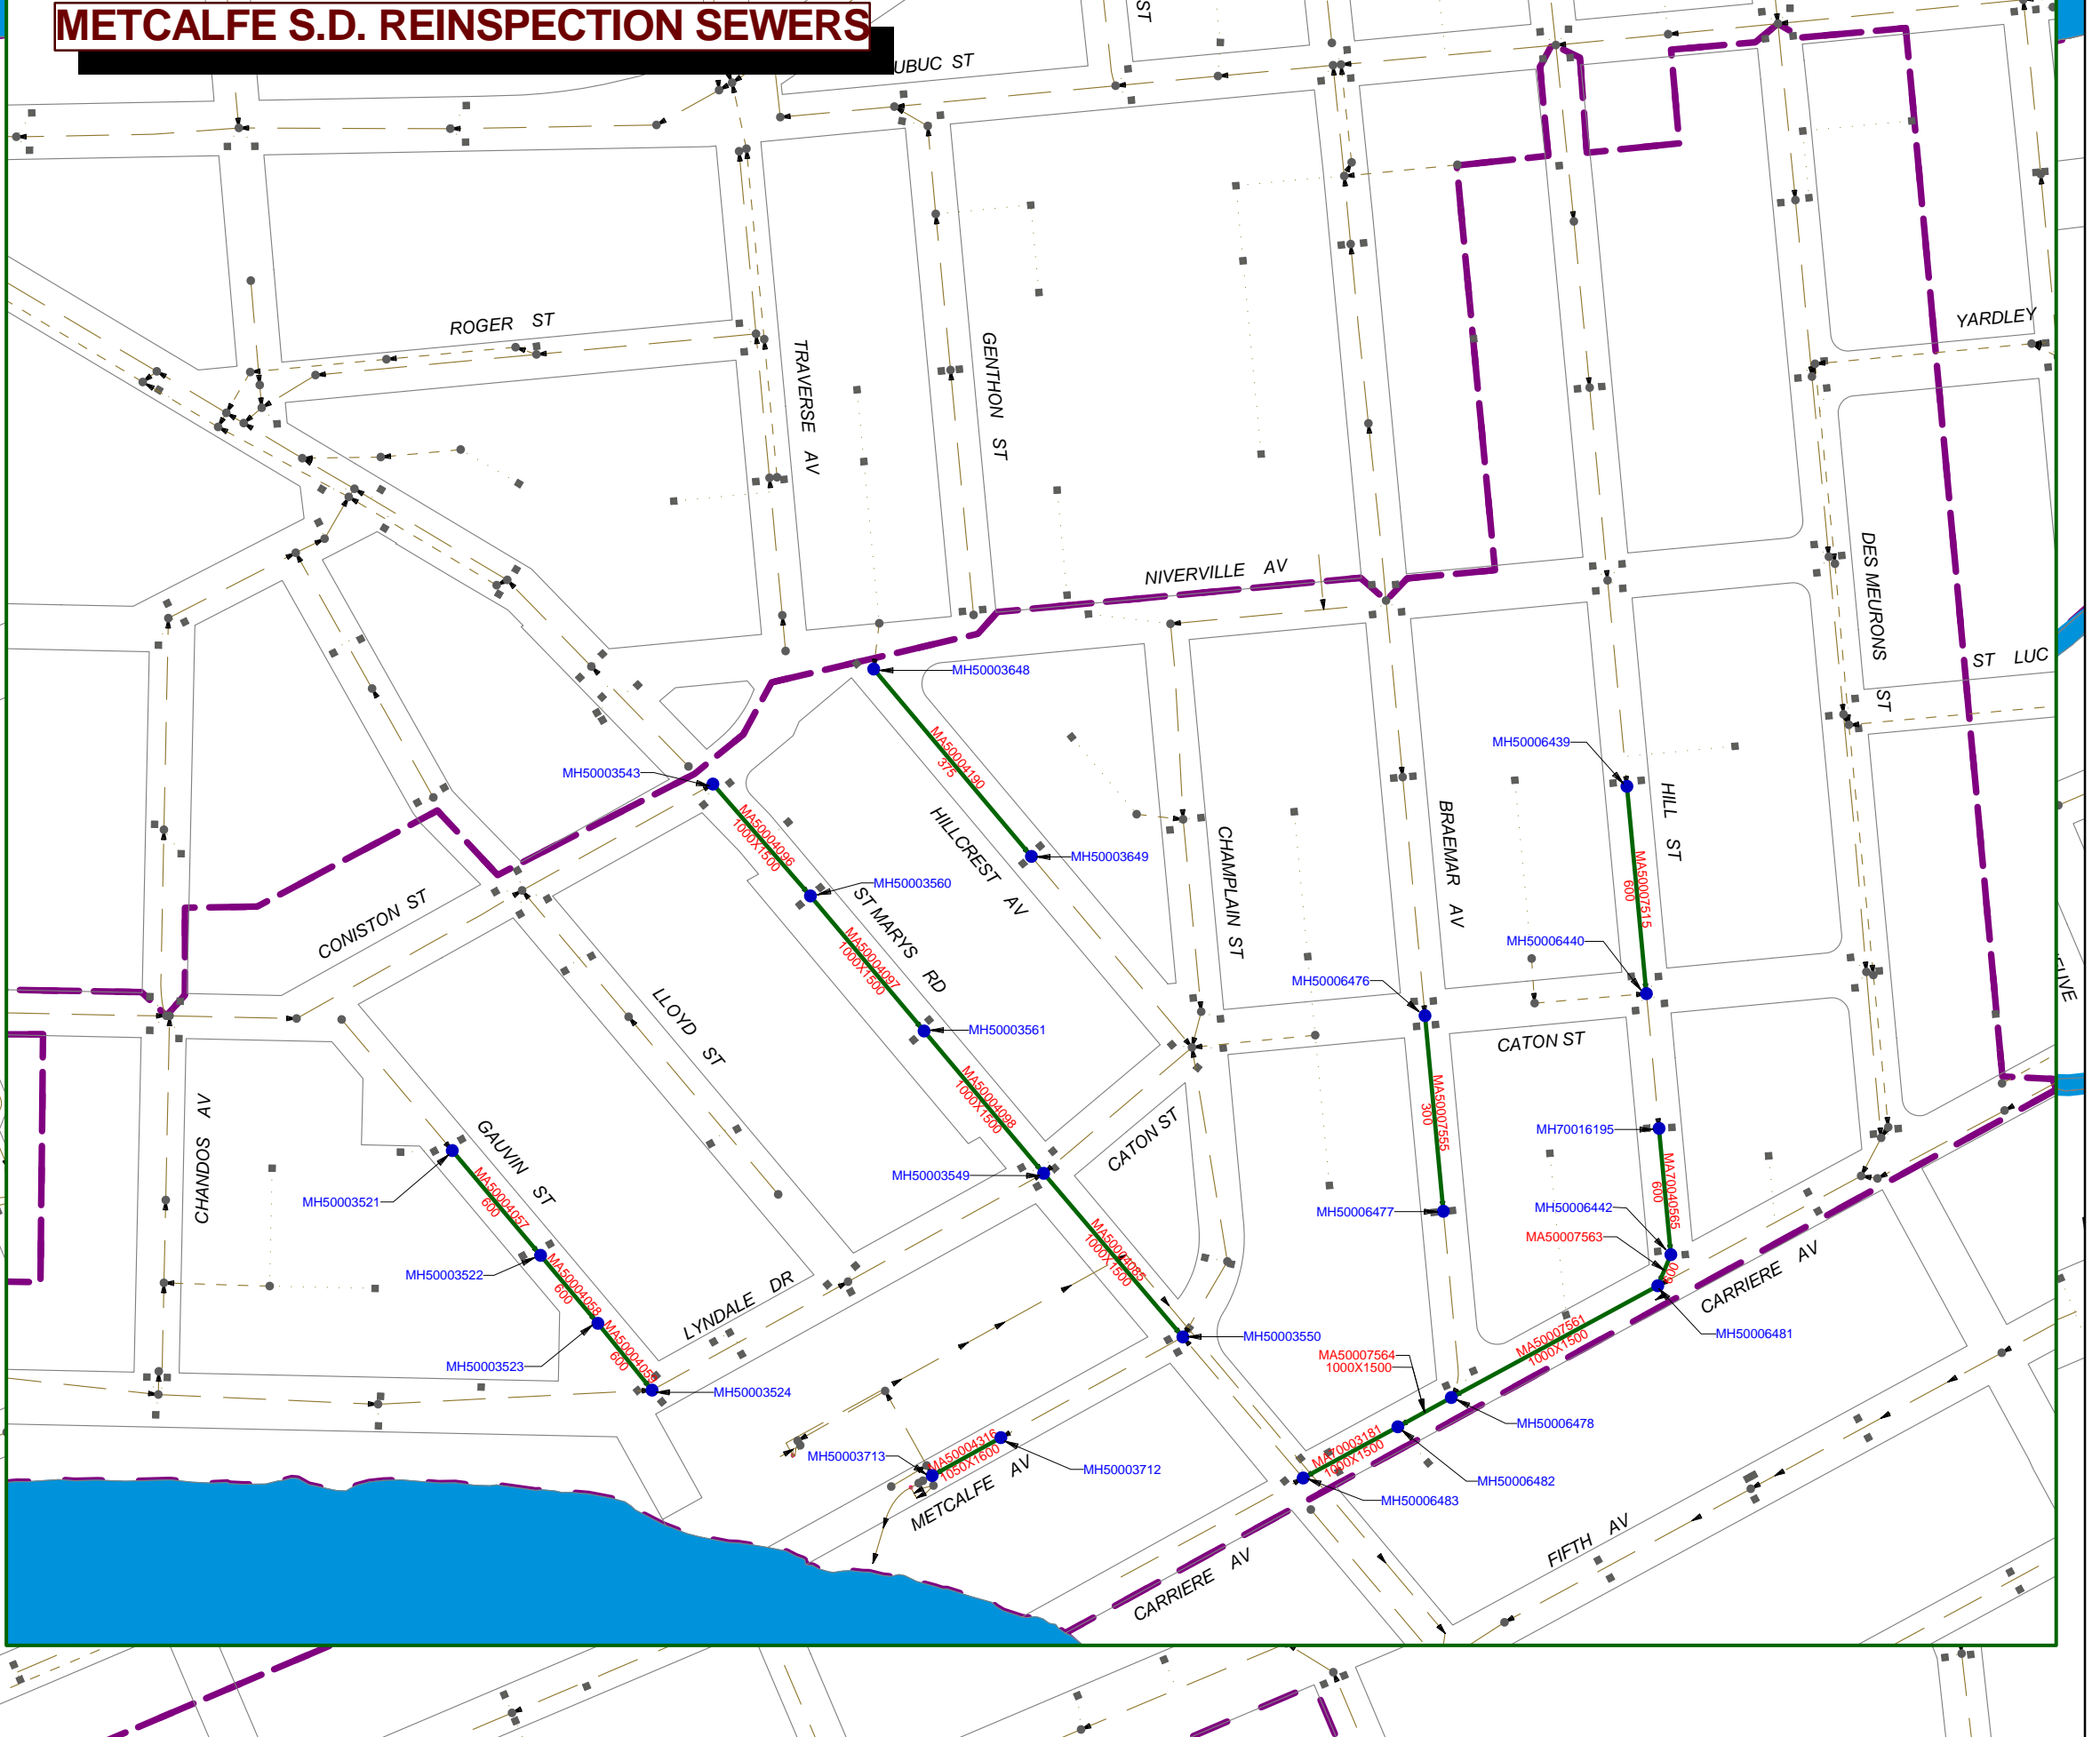 METCALFE S.D. REINSPECTION SEWERS
ST
UBUC ST
ROGER ST
TRAVERSE AV
GENTHON ST
YARDLEY
NIVERVILLE AV
DES MEURONS ST
ST LUC
MH50003648
MA50004190
375
MH50003649
HILLCREST AV
MH50003543
MA50004096
1000X1500
MH50003560
ST MARYS RD
MA50004097
1000X1500
MH50003561
MA50004098
1000X1500
MH50003549
MA50004085
1000X1500
MH50003550
CHAMPLAIN ST
BRAEMAR AV
HILL ST
MH50006439
MA50007515
600
MH50006440
MH50006476
MA50007555
300
MH50006477
CATON ST
CATON ST
MH70016195
MA70040565
600
MH50006442
MA50007563
MH50006481
CARRIERE AV
MA50007561
1000X1500
MA50007564
1000X1500
MH50006478
MA70003181
1000X1500
MH50006482
MH50006483
CONISTON ST
LLOYD ST
CHANDOS AV
GAUVIN ST
MH50003521
MA50004057
600
MH50003522
MA50004058
600
MH50003523
600
MH50003524
LYNDALE DR
MH50003713
MA50004316
1050X1600
MH50003712
METCALFE AV
CARRIERE AV
FIFTH AV